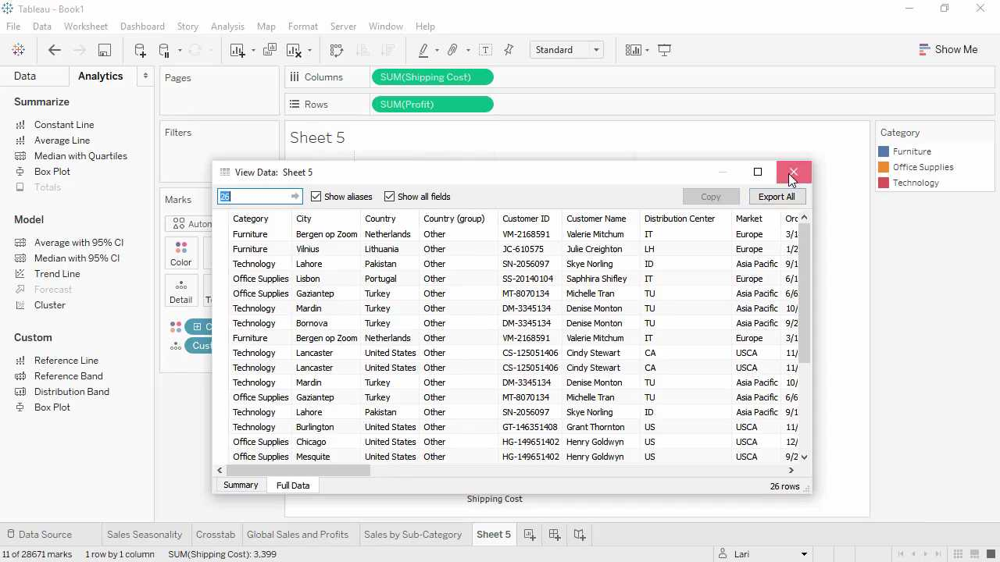 Tableau - Book1
File Data Worksheet Dashboard Story Analysis Map Format Server Window Help
Standard
Show Me
Data Analytics
Pages
Columns SUM(Shipping Cost)
Rows SUM(Profit)
Summarize
Constant Line
Average Line
Median with Quartiles
Box Plot
Totals
Model
Average with 95% CI
Median with 95% CI
Trend Line
Forecast
Cluster
Custom
Reference Line
Reference Band
Distribution Band
Box Plot
Filters
Marks
Color
Detail
Sheet 5
Category
Furniture
Office Supplies
Technology
View Data: Sheet 5
26 Show aliases Show all fields Copy Export All
Category City Country Country (group) Customer ID Customer Name Distribution Center Market
Furniture Bergen op Zoom Netherlands Other VM-2168591 Valerie Mitchum IT Europe 3/1
Furniture Vilnius Lithuania Other JC-610575 Julie Creighton LH Europe 1/2
Technology Lahore Pakistan Other SN-2056097 Skye Norling ID Asia Pacific 9/1
Office Supplies Lisbon Portugal Other SS-20140104 Saphhira Shifley IT Europe 6/1
Office Supplies Gaziantep Turkey Other MT-8070134 Michelle Tran TU Asia Pacific 6/6
Technology Mardin Turkey Other DM-3345134 Denise Monton TU Asia Pacific 10/
Technology Bornova Turkey Other DM-3345134 Denise Monton TU Asia Pacific 9/2
Furniture Bergen op Zoom Netherlands Other VM-2168591 Valerie Mitchum IT Europe 3/1
Technology Lancaster United States Other CS-125051406 Cindy Stewart CA USCA 11/
Technology Lancaster United States Other CS-125051406 Cindy Stewart CA USCA 11/
Technology Mardin Turkey Other DM-3345134 Denise Monton TU Asia Pacific 10/
Office Supplies Gaziantep Turkey Other MT-8070134 Michelle Tran TU Asia Pacific 6/6
Technology Lahore Pakistan Other SN-2056097 Skye Norling ID Asia Pacific 9/1
Technology Burlington United States Other GT-146351408 Grant Thornton US USCA 11/
Office Supplies Chicago United States Other HG-149651402 Henry Goldwyn US USCA 12/
Office Supplies Mesquite United States Other HG-149651402 Henry Goldwyn US USCA 9/2
Summary Full Data 26 rows
Shipping Cost
Data Source Sales Seasonality Crosstab Global Sales and Profits Sales by Sub-Category Sheet 5
11 of 28671 marks 1 row by 1 column SUM(Shipping Cost): 3,399 Lari